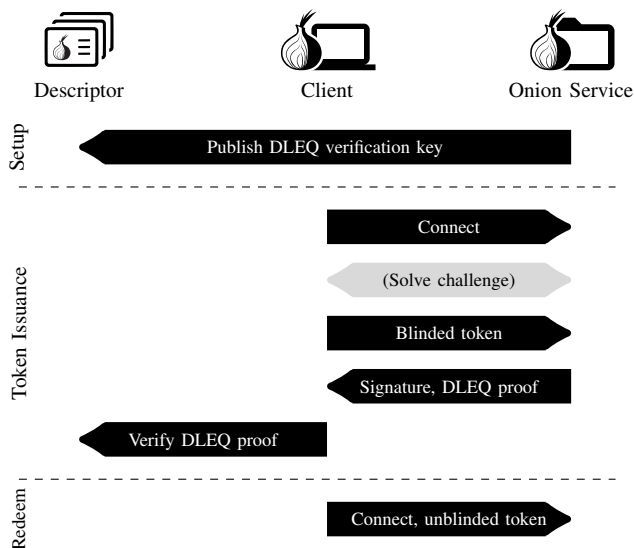 Descriptor
Client
Onion Service
Setup
Publish DLEQ verification key
Token Issuance
Connect
(Solve challenge)
Blinded token
Signature, DLEQ proof
Verify DLEQ proof
Redeem
Connect, unblinded token